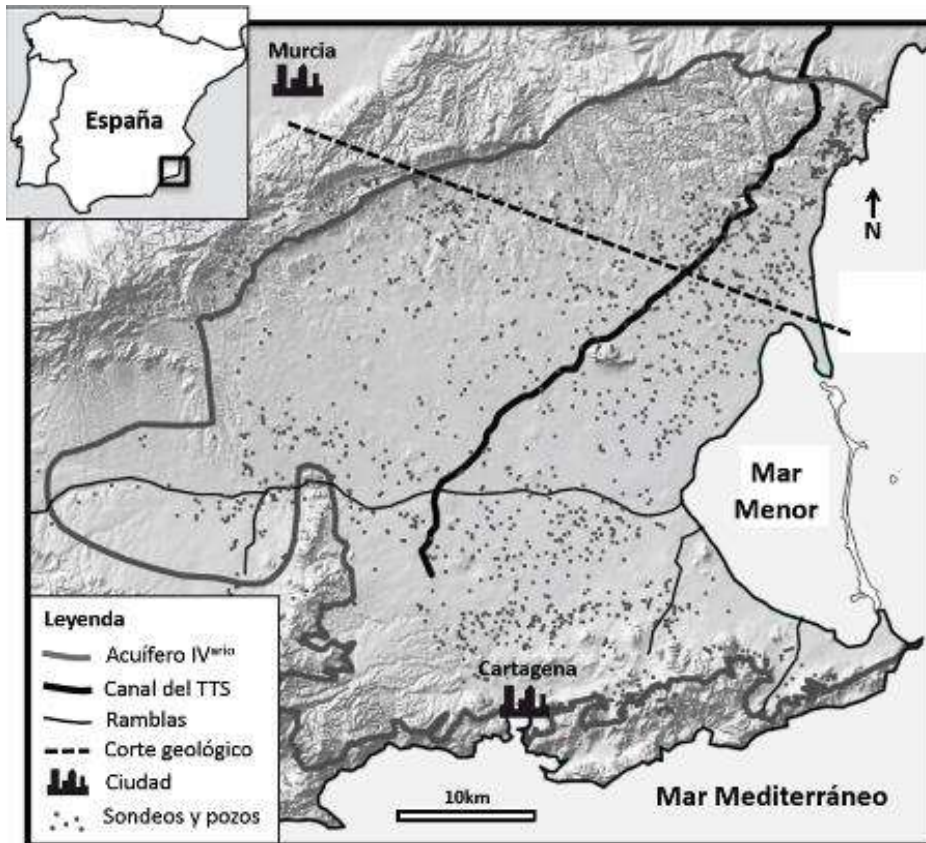 Murcia
España
N
Mar
Menor
Leyenda
Acuífero IVario
Canal del TTS
Ramblas
Corte geológico
Ciudad
Sondeos y pozos
Cartagena
10km
Mar Mediterráneo